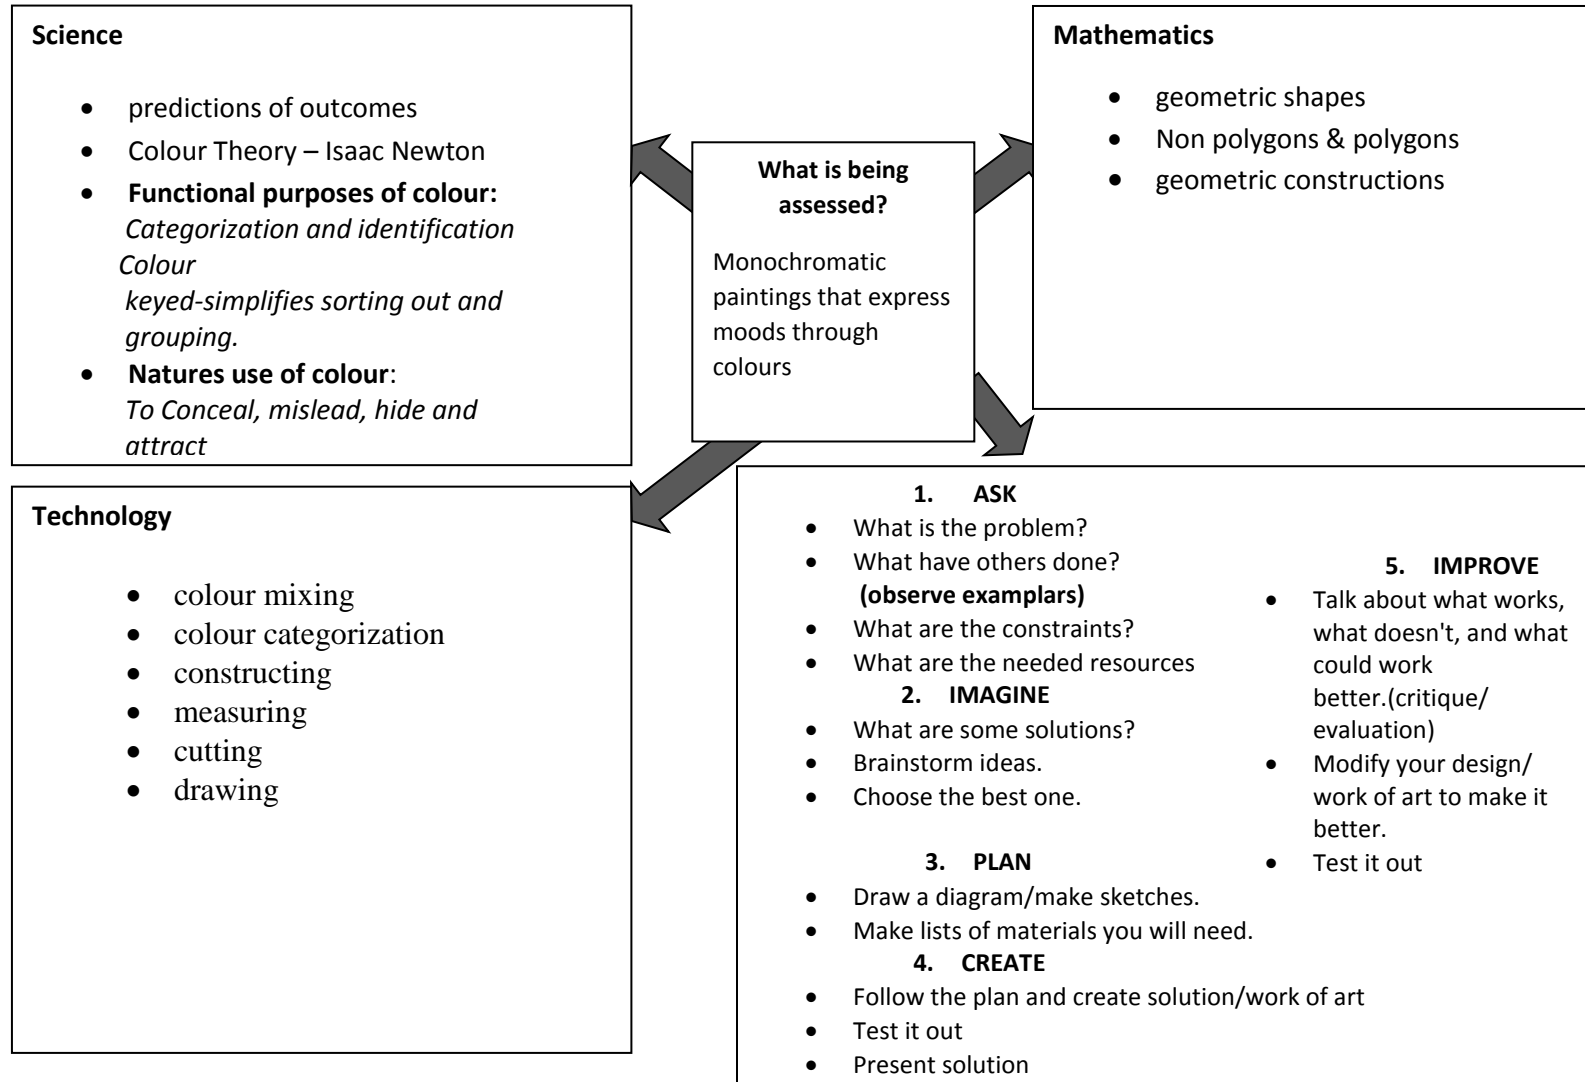 Science
• predictions of outcomes
• Colour Theory – Isaac Newton
• Functional purposes of colour:
Categorization and identification
Colour
keyed-simplifies sorting out and
grouping.
• Natures use of colour:
To Conceal, mislead, hide and
attract
What is being
assessed?
Monochromatic
paintings that express
moods through
colours
Mathematics
• geometric shapes
• Non polygons & polygons
• geometric constructions
Technology
• colour mixing
• colour categorization
• constructing
• measuring
• cutting
• drawing
1. ASK
• What is the problem?
• What have others done?
(observe examplars)
• What are the constraints?
• What are the needed resources
2. IMAGINE
• What are some solutions?
• Brainstorm ideas.
• Choose the best one.
3. PLAN
• Draw a diagram/make sketches.
• Make lists of materials you will need.
4. CREATE
• Follow the plan and create solution/work of art
• Test it out
• Present solution
5. IMPROVE
• Talk about what works,
what doesn't, and what
could work
better.(critique/
evaluation)
• Modify your design/
work of art to make it
better.
• Test it out